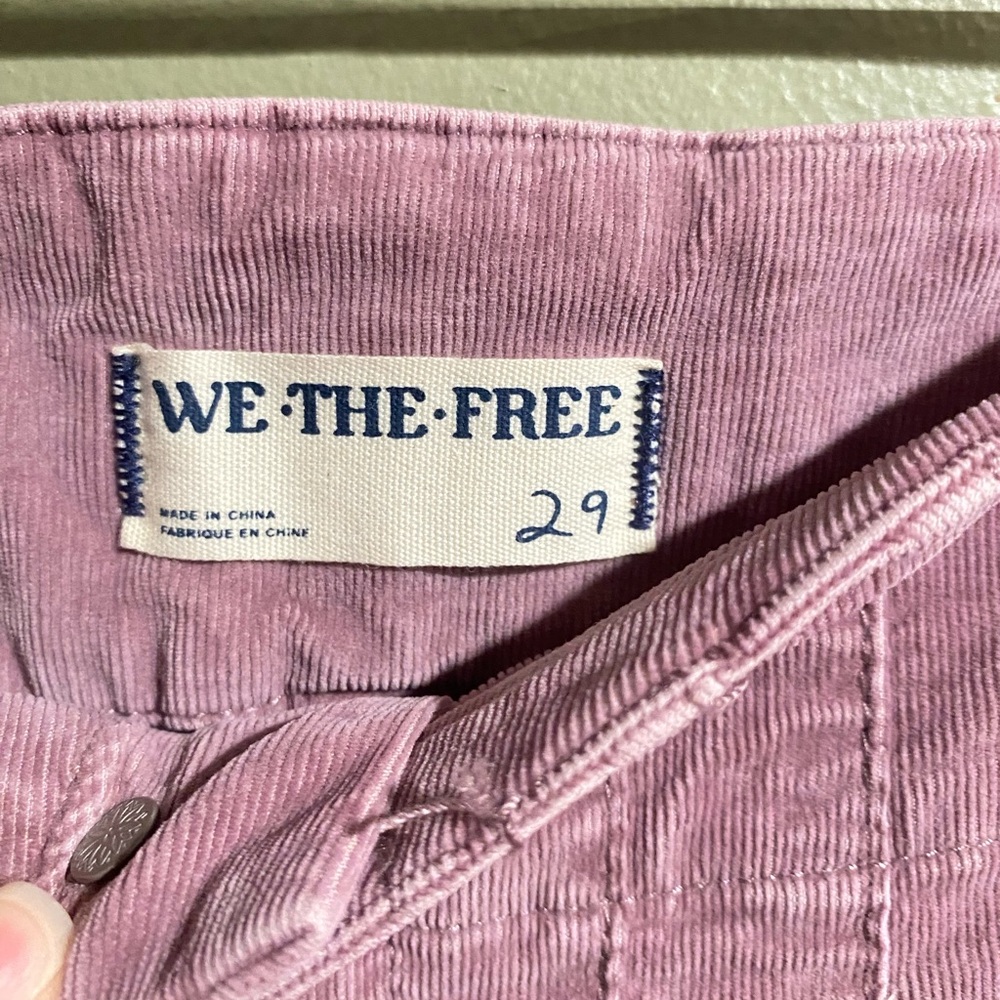 WE·THE·FREE
MADE IN CHINA
FABRIQUE EN CHINE
29